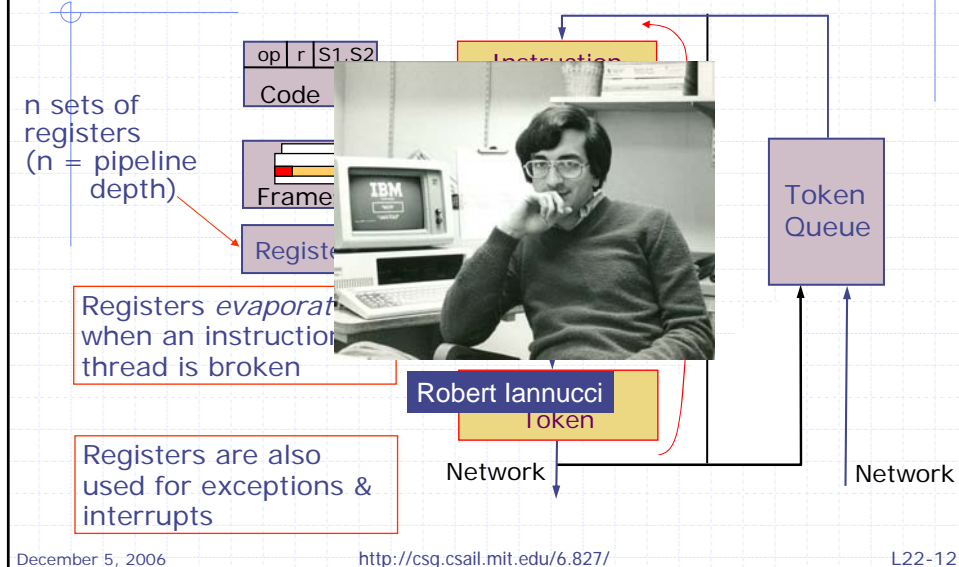 op r S1,S2
Code
n sets of
registers
(n = pipeline
depth)
Frame
Registe
Registers evaporat
when an instruction
thread is broken
Instruction
IBM
Token
Queue
Robert Iannucci
Token
Network
Network
Registers are also
used for exceptions &
interrupts
December 5, 2006
http://csg.csail.mit.edu/6.827/
L22-12